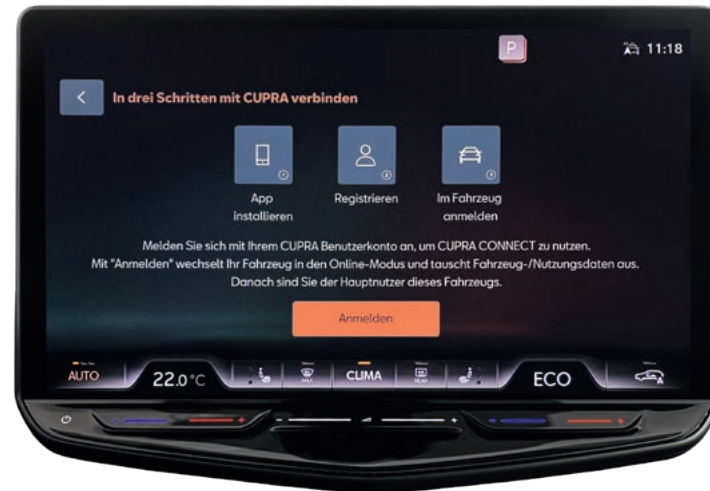 P
11:18
In drei Schritten mit CUPRA verbinden
App
installieren
Registrieren
Im Fahrzeug
anmelden
Melden Sie sich mit Ihrem CUPRA Benutzerkonto an, um CUPRA CONNECT zu nutzen.
Mit "Anmelden" wechselt Ihr Fahrzeug in den Online-Modus und tauscht Fahrzeug-/Nutzungsdaten aus.
Danach sind Sie der Hauptnutzer dieses Fahrzeugs.
Anmelden
AUTO
22.0°C
MAX
CLIMA
REAR
ECO
A